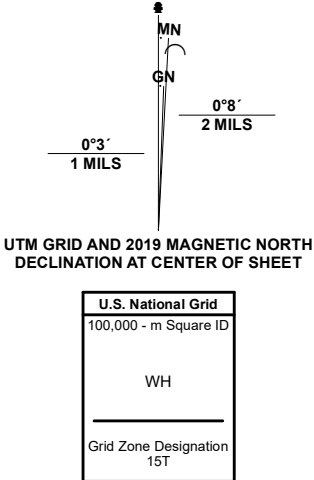 MN
GN
0°8´
2 MILS
0°3´
1 MILS
UTM GRID AND 2019 MAGNETIC NORTH
DECLINATION AT CENTER OF SHEET
U.S. National Grid
100,000 - m Square ID
WH
Grid Zone Designation
15T